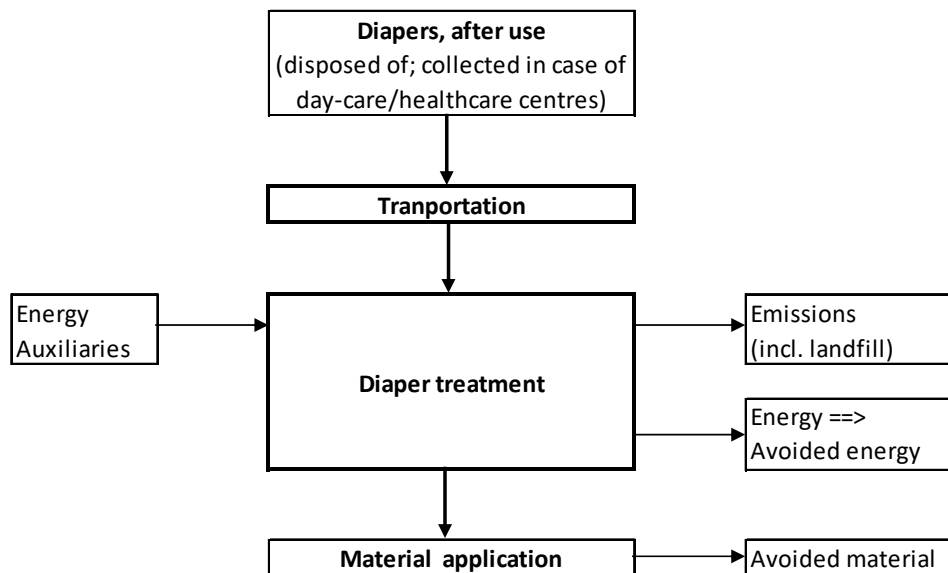 Diapers, after use
(disposed of; collected in case of
day-care/healthcare centres)
Tranportation
Energy
Auxiliaries
Diaper treatment
Emissions
(incl. landfill)
Energy ==>
Avoided energy
Material application
Avoided material